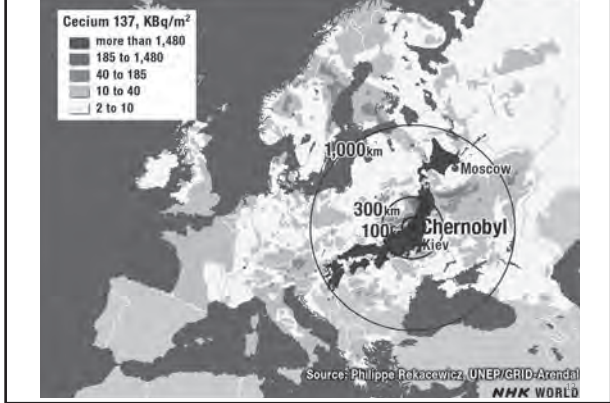 Cecium 137, KBq/m²
more than 1,480
185 to 1,480
40 to 185
10 to 40
2 to 10
1,000km
Moscow
300km
100k
Chernobyl
Kiev
Source: Philippe Rekacewicz, UNEP/GRID-Arendal
NHK WORLD